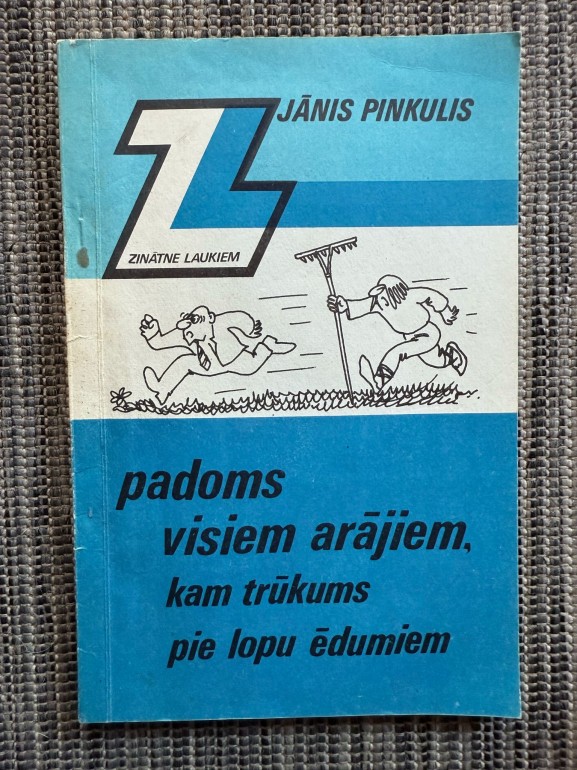 JĀNIS PINKULIS
ZINĀTNE LAUKIEM
padoms
visiem arājiem,
kam trūkums
pie lopu ēdumiem